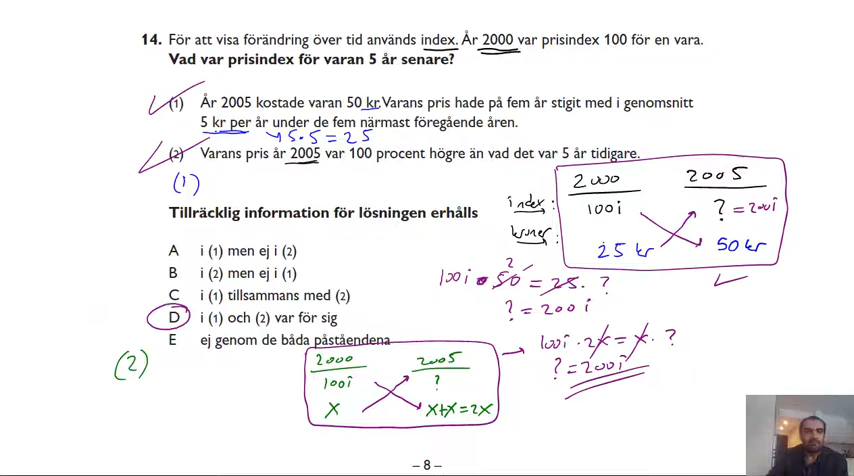 14. För att visa förändring över tid används index. År 2000 var prisindex 100 för en vara.
Vad var prisindex för varan 5 år senare?
(1) År 2005 kostade varan 50 kr. Varans pris hade på fem år stigit med i genomsnitt
5 kr per år under de fem närmast föregående åren.
→ 5·5 = 25
(2) Varans pris år 2005 var 100 procent högre än vad det var 5 år tidigare.
(1)
2000 2005
index: 100i ? = 200i
kronor: 25 kr 50 kr
Tillräcklig information för lösningen erhålls
A i (1) men ej i (2)
B i (2) men ej i (1)
C i (1) tillsammans med (2)
D i (1) och (2) var för sig
E ej genom de båda påståendena
2
100i · 50 = 25 · ?
? = 200i
(2)
2000 2005
100i ?
x x+x=2x
→ 100i · 2x = x · ?
? = 200i
– 8 –